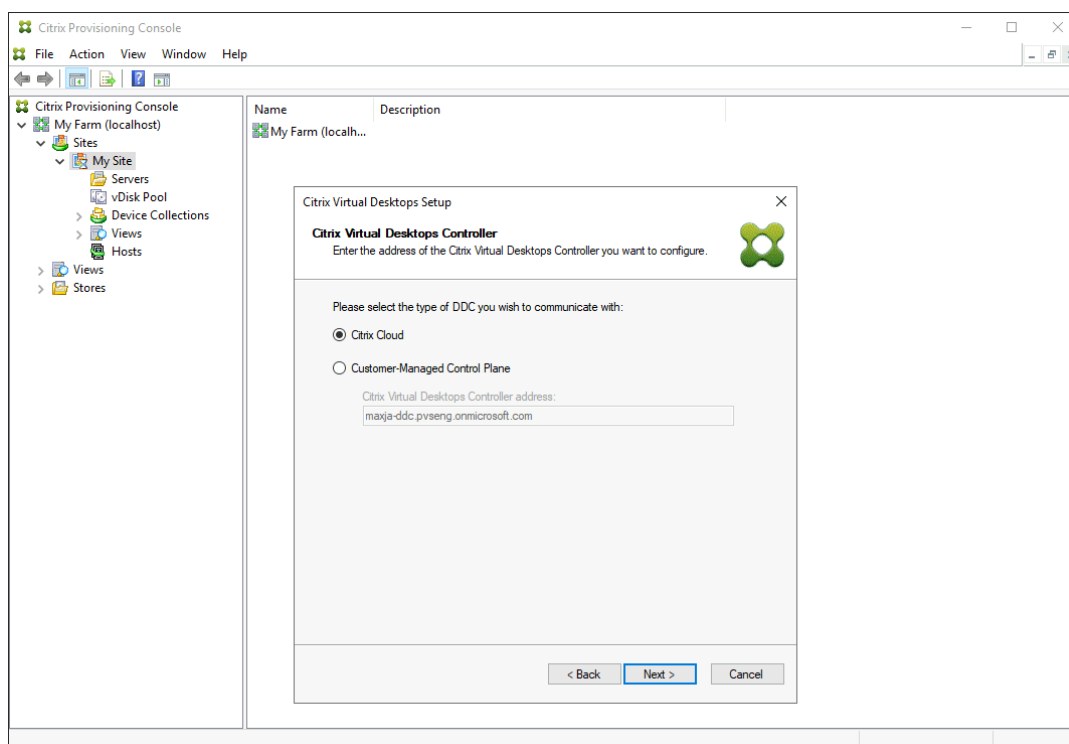 Citrix Provisioning Console
File Action View Window Help
Citrix Provisioning Console
My Farm (localhost)
Sites
My Site
Servers
vDisk Pool
Device Collections
Views
Hosts
Views
Stores
Name Description
My Farm (localh...
Citrix Virtual Desktops Setup
Citrix Virtual Desktops Controller
Enter the address of the Citrix Virtual Desktops Controller you want to configure.
Please select the type of DDC you wish to communicate with:
Citrix Cloud
Customer-Managed Control Plane
Citrix Virtual Desktops Controller address:
maxja-ddc.pvseng.onmicrosoft.com
< Back Next > Cancel